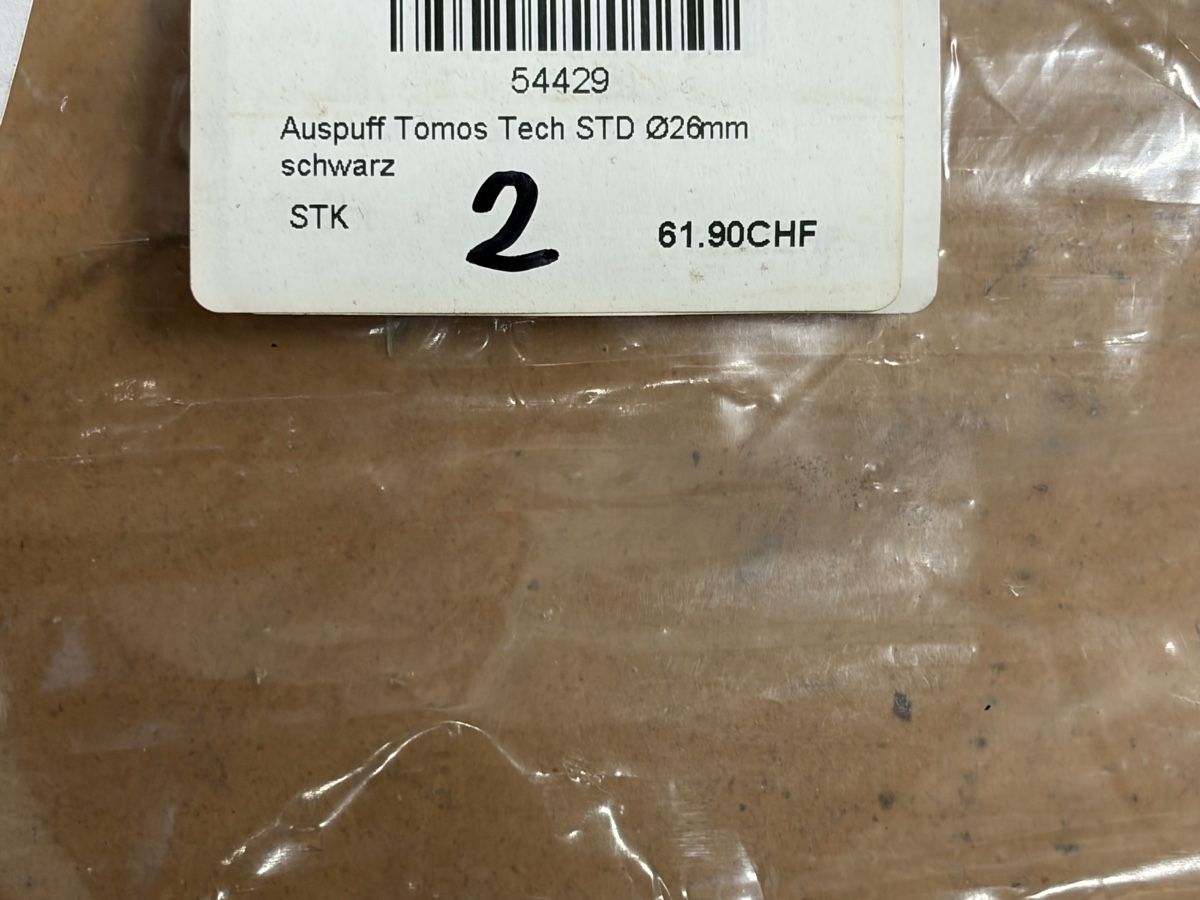 54429
Auspuff Tomos Tech STD Ø26mm
schwarz
STK
2
61.90CHF